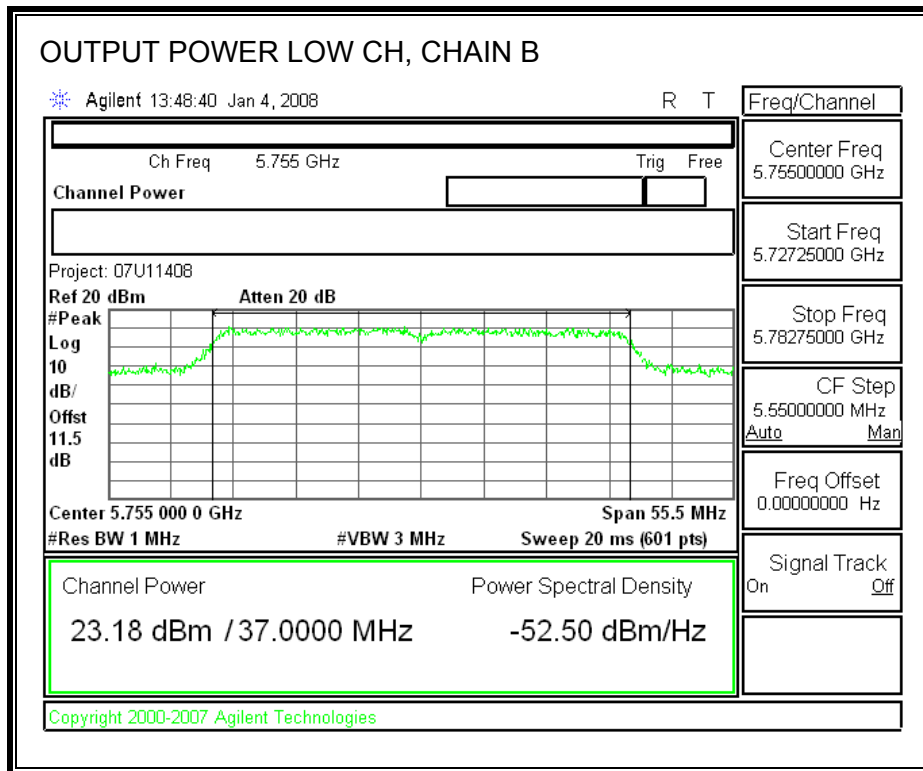 OUTPUT POWER LOW CH, CHAIN B
Agilent 13:48:40 Jan 4, 2008 R T
Freq/Channel
Ch Freq 5.755 GHz Trig Free
Channel Power
Center Freq
5.75500000 GHz
Start Freq
5.72725000 GHz
Project: 07U11408
Ref 20 dBm Atten 20 dB
#Peak
Log
10
dB/
Offst
11.5
dB
Stop Freq
5.78275000 GHz
CF Step
5.55000000 MHz
Auto Man
Freq Offset
0.00000000 Hz
Center 5.755 000 0 GHz Span 55.5 MHz
#Res BW 1 MHz #VBW 3 MHz Sweep 20 ms (601 pts)
Signal Track
On Off
Channel Power Power Spectral Density
23.18 dBm / 37.0000 MHz -52.50 dBm/Hz
Copyright 2000-2007 Agilent Technologies